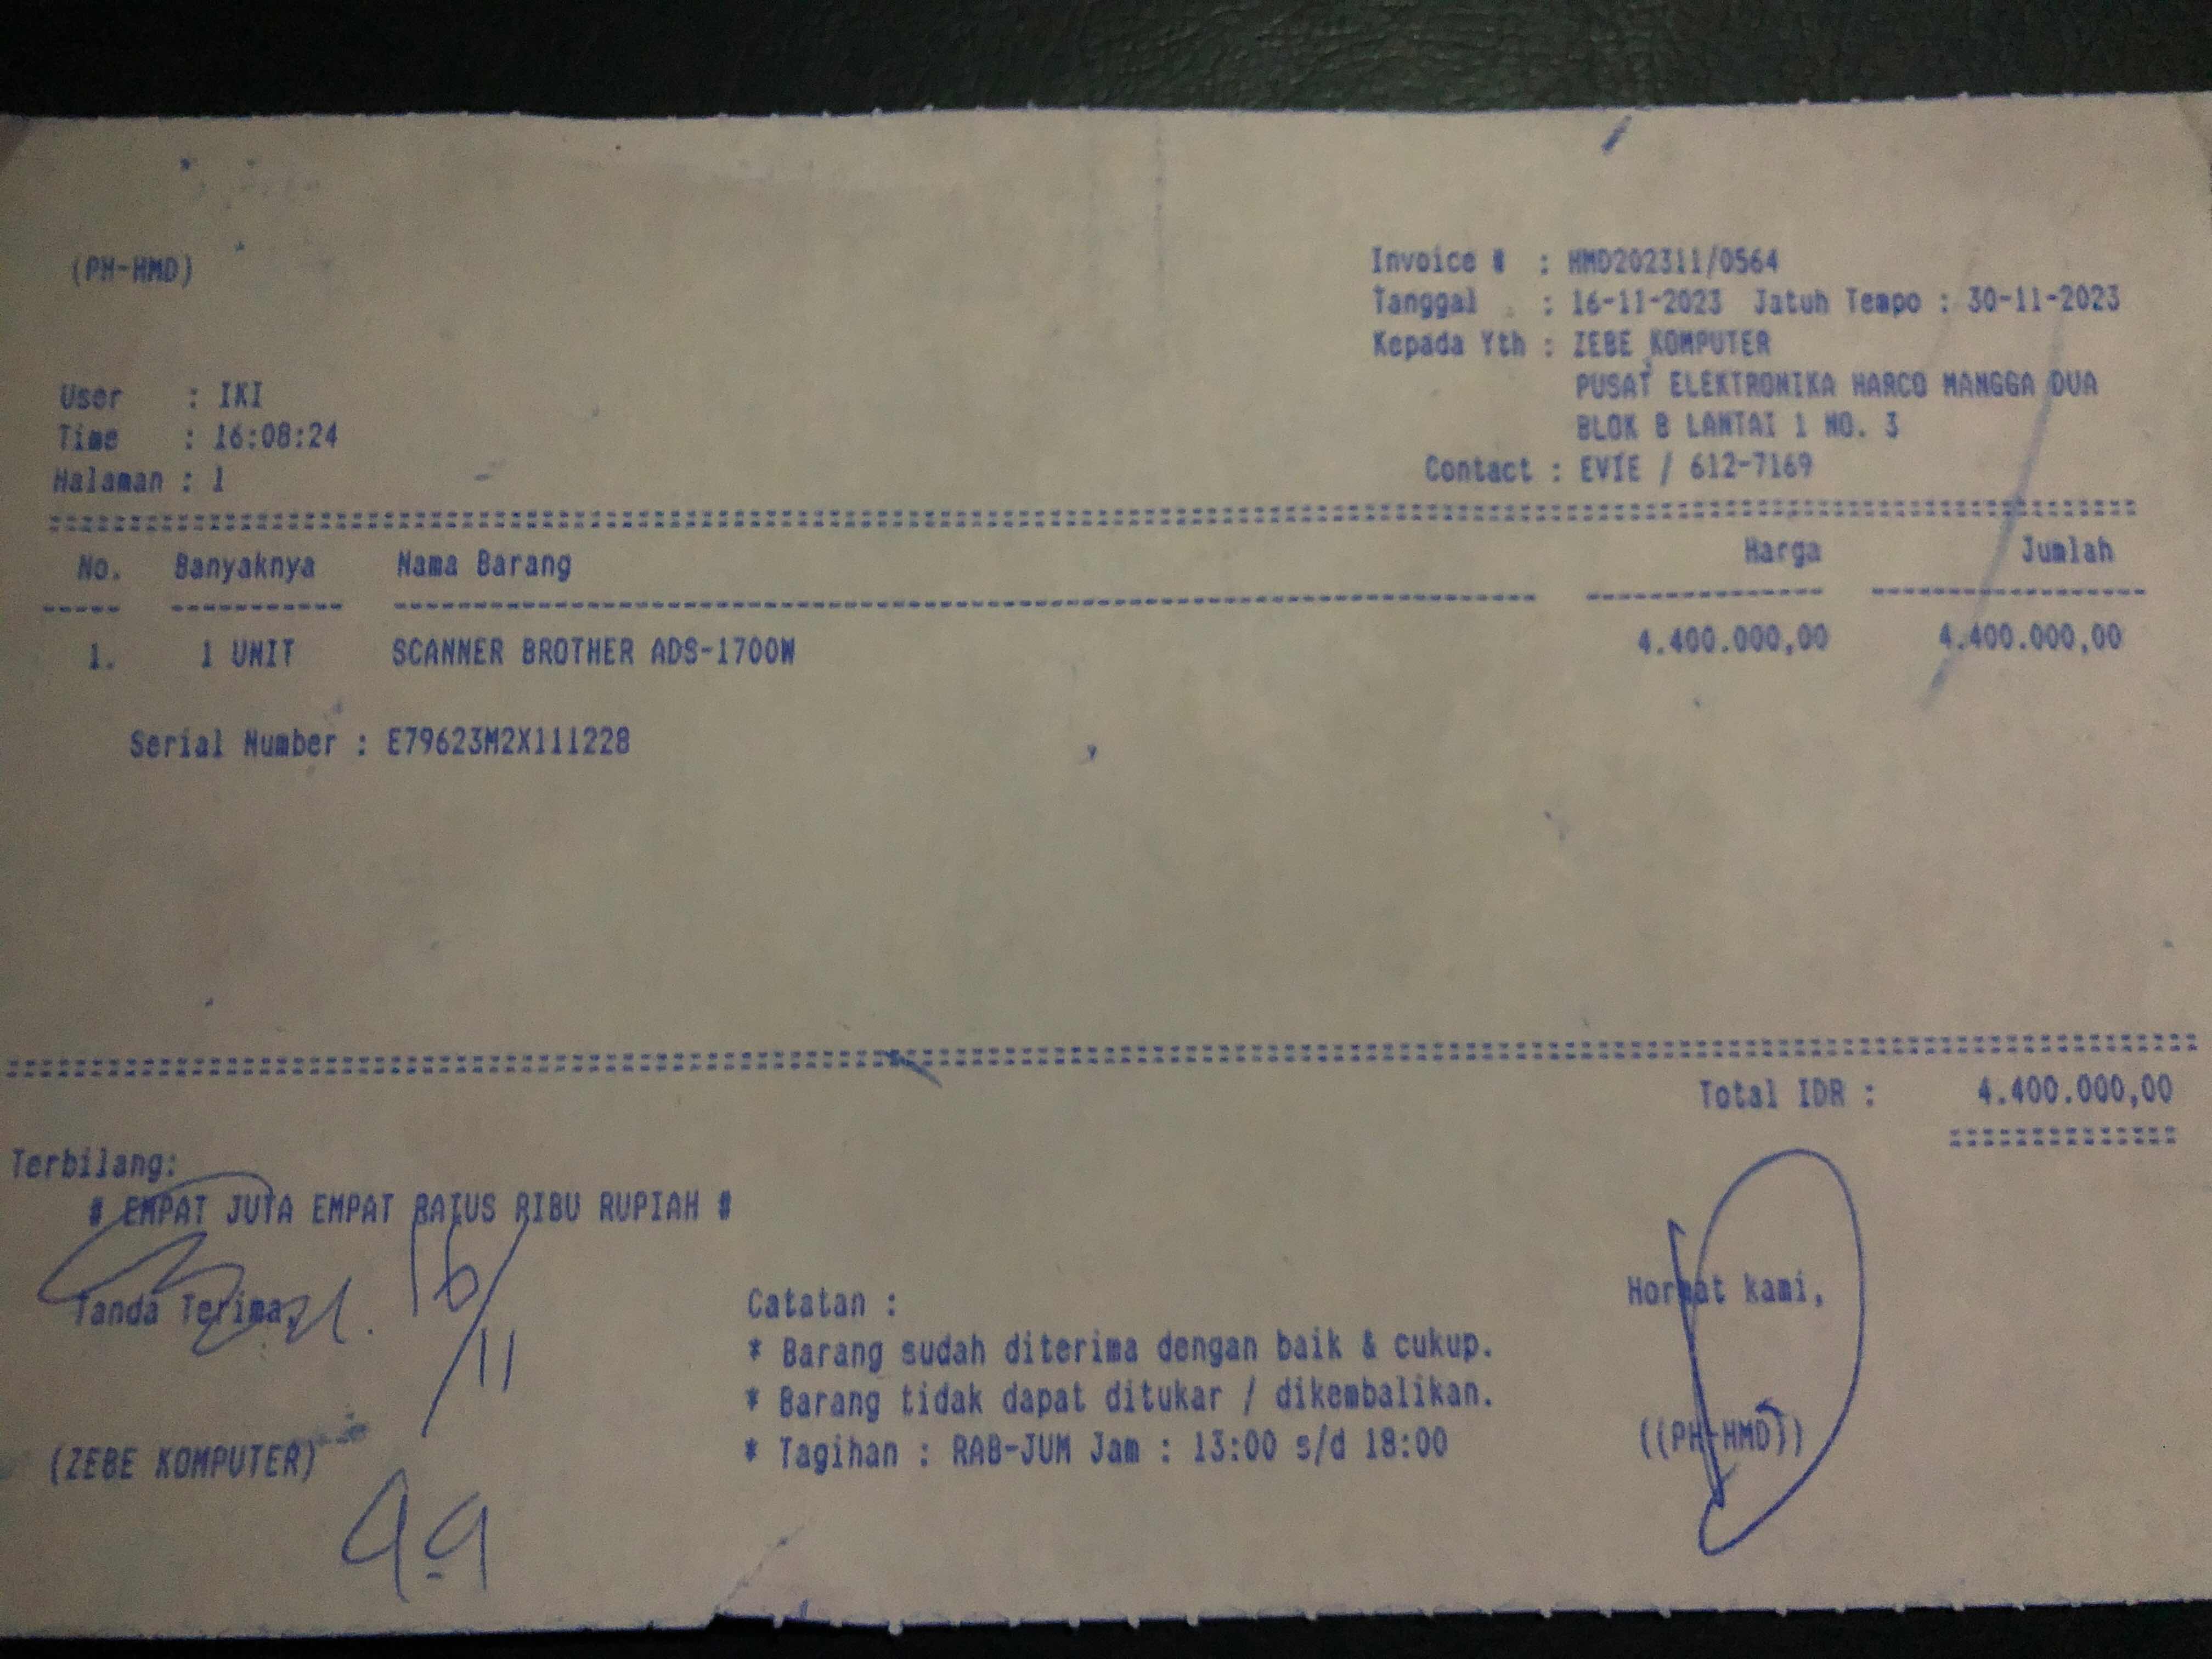 (PH-HMD)
Invoice # : HMD202311/0564
Tanggal : 16-11-2023 Jatuh Tempo : 30-11-2023
Kepada Yth : ZEBE KOMPUTER
PUSAT ELEKTRONIKA HARCO MANGGA DUA
BLOK B LANTAI 1 NO. 3
Contact : EVIE / 612-7169
User : IKI
Time : 16:08:24
Halaman : 1
No. Banyaknya Nama Barang Harga Jumlah
1. 1 UNIT SCANNER BROTHER ADS-1700W 4.400.000,00 4.400.000,00
Serial Number : E79623M2X111228
Total IDR : 4.400.000,00
Terbilang:
# EMPAT JUTA EMPAT RATUS RIBU RUPIAH #
16/11
Tanda Terima,
(ZEBE KOMPUTER)
Catatan :
* Barang sudah diterima dengan baik & cukup.
* Barang tidak dapat ditukar / dikembalikan.
* Tagihan : RAB-JUM Jam : 13:00 s/d 18:00
Hormat kami,
((PH-HMD))